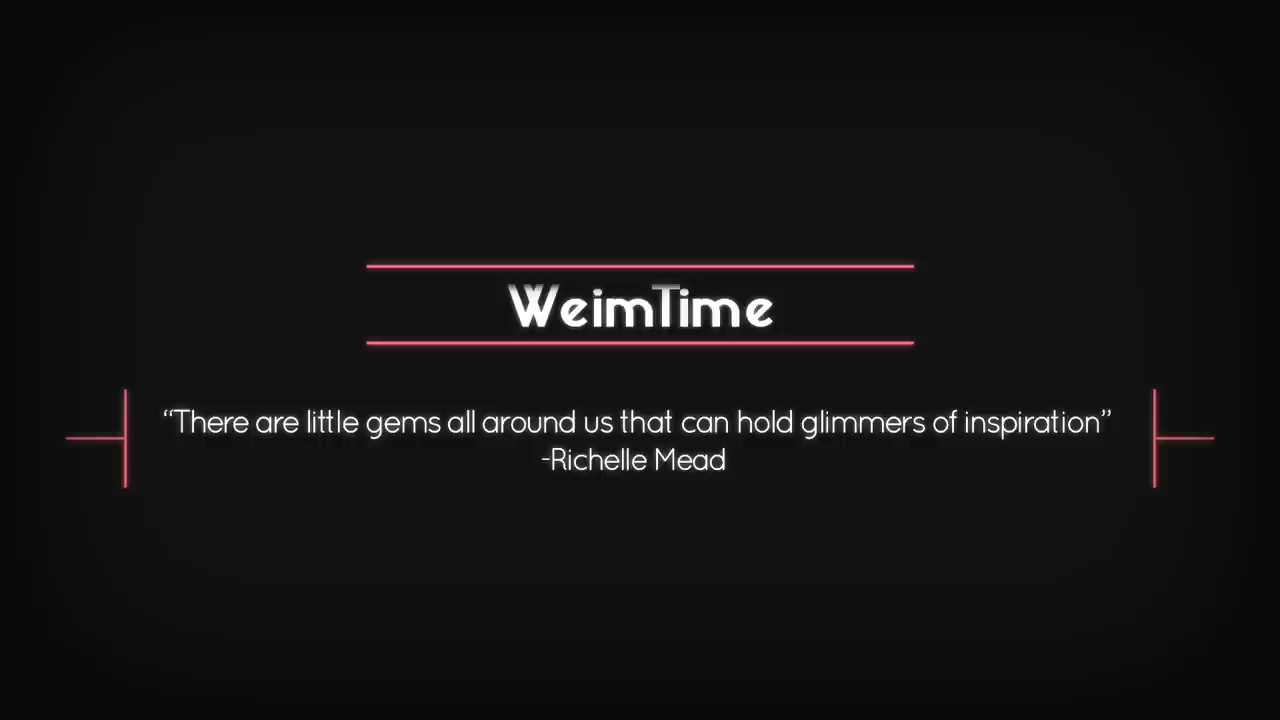 WeimTime
“There are little gems all around us that can hold glimmers of inspiration”
-Richelle Mead